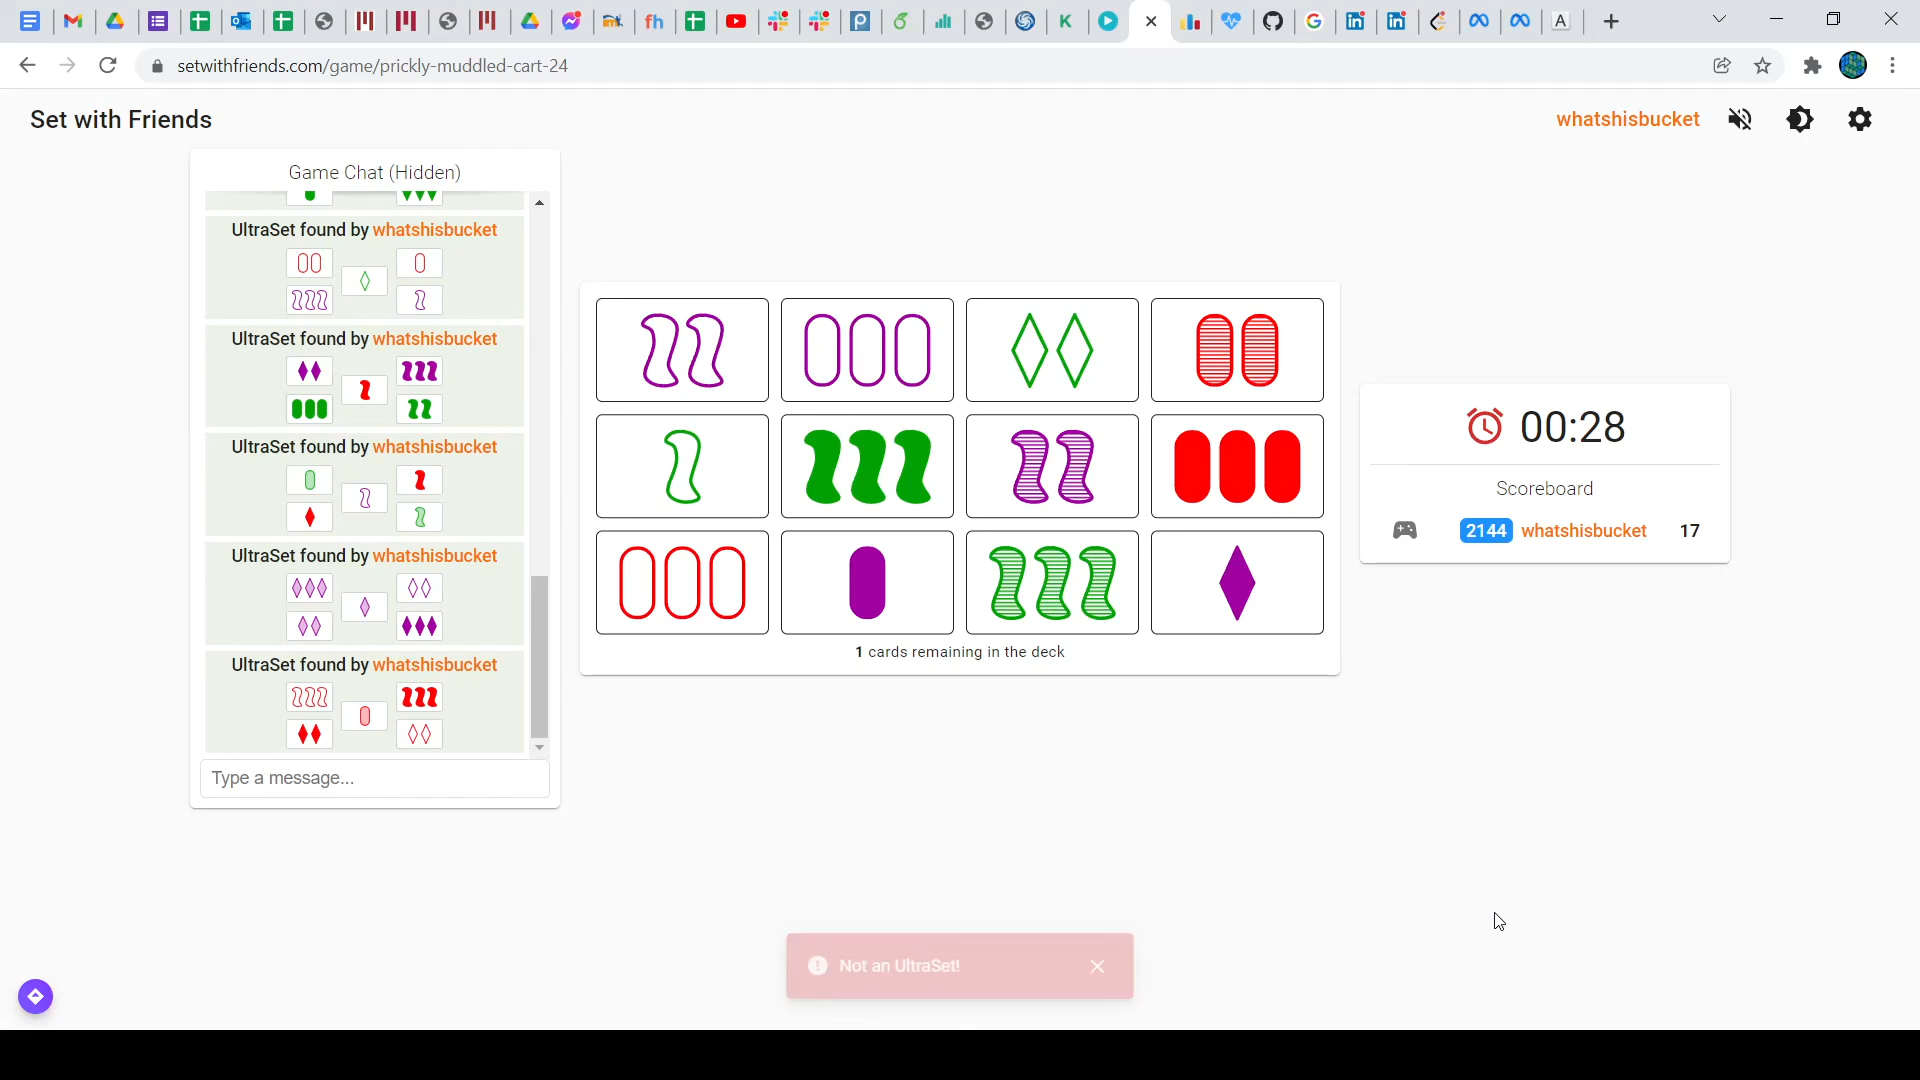 setwithfriends.com/game/prickly-muddled-cart-24
Set with Friends
whatshisbucket
Game Chat (Hidden)
UltraSet found by whatshisbucket
UltraSet found by whatshisbucket
UltraSet found by whatshisbucket
UltraSet found by whatshisbucket
UltraSet found by whatshisbucket
Type a message...
1 cards remaining in the deck
00:28
Scoreboard
2144 whatshisbucket 17
Not an UltraSet!